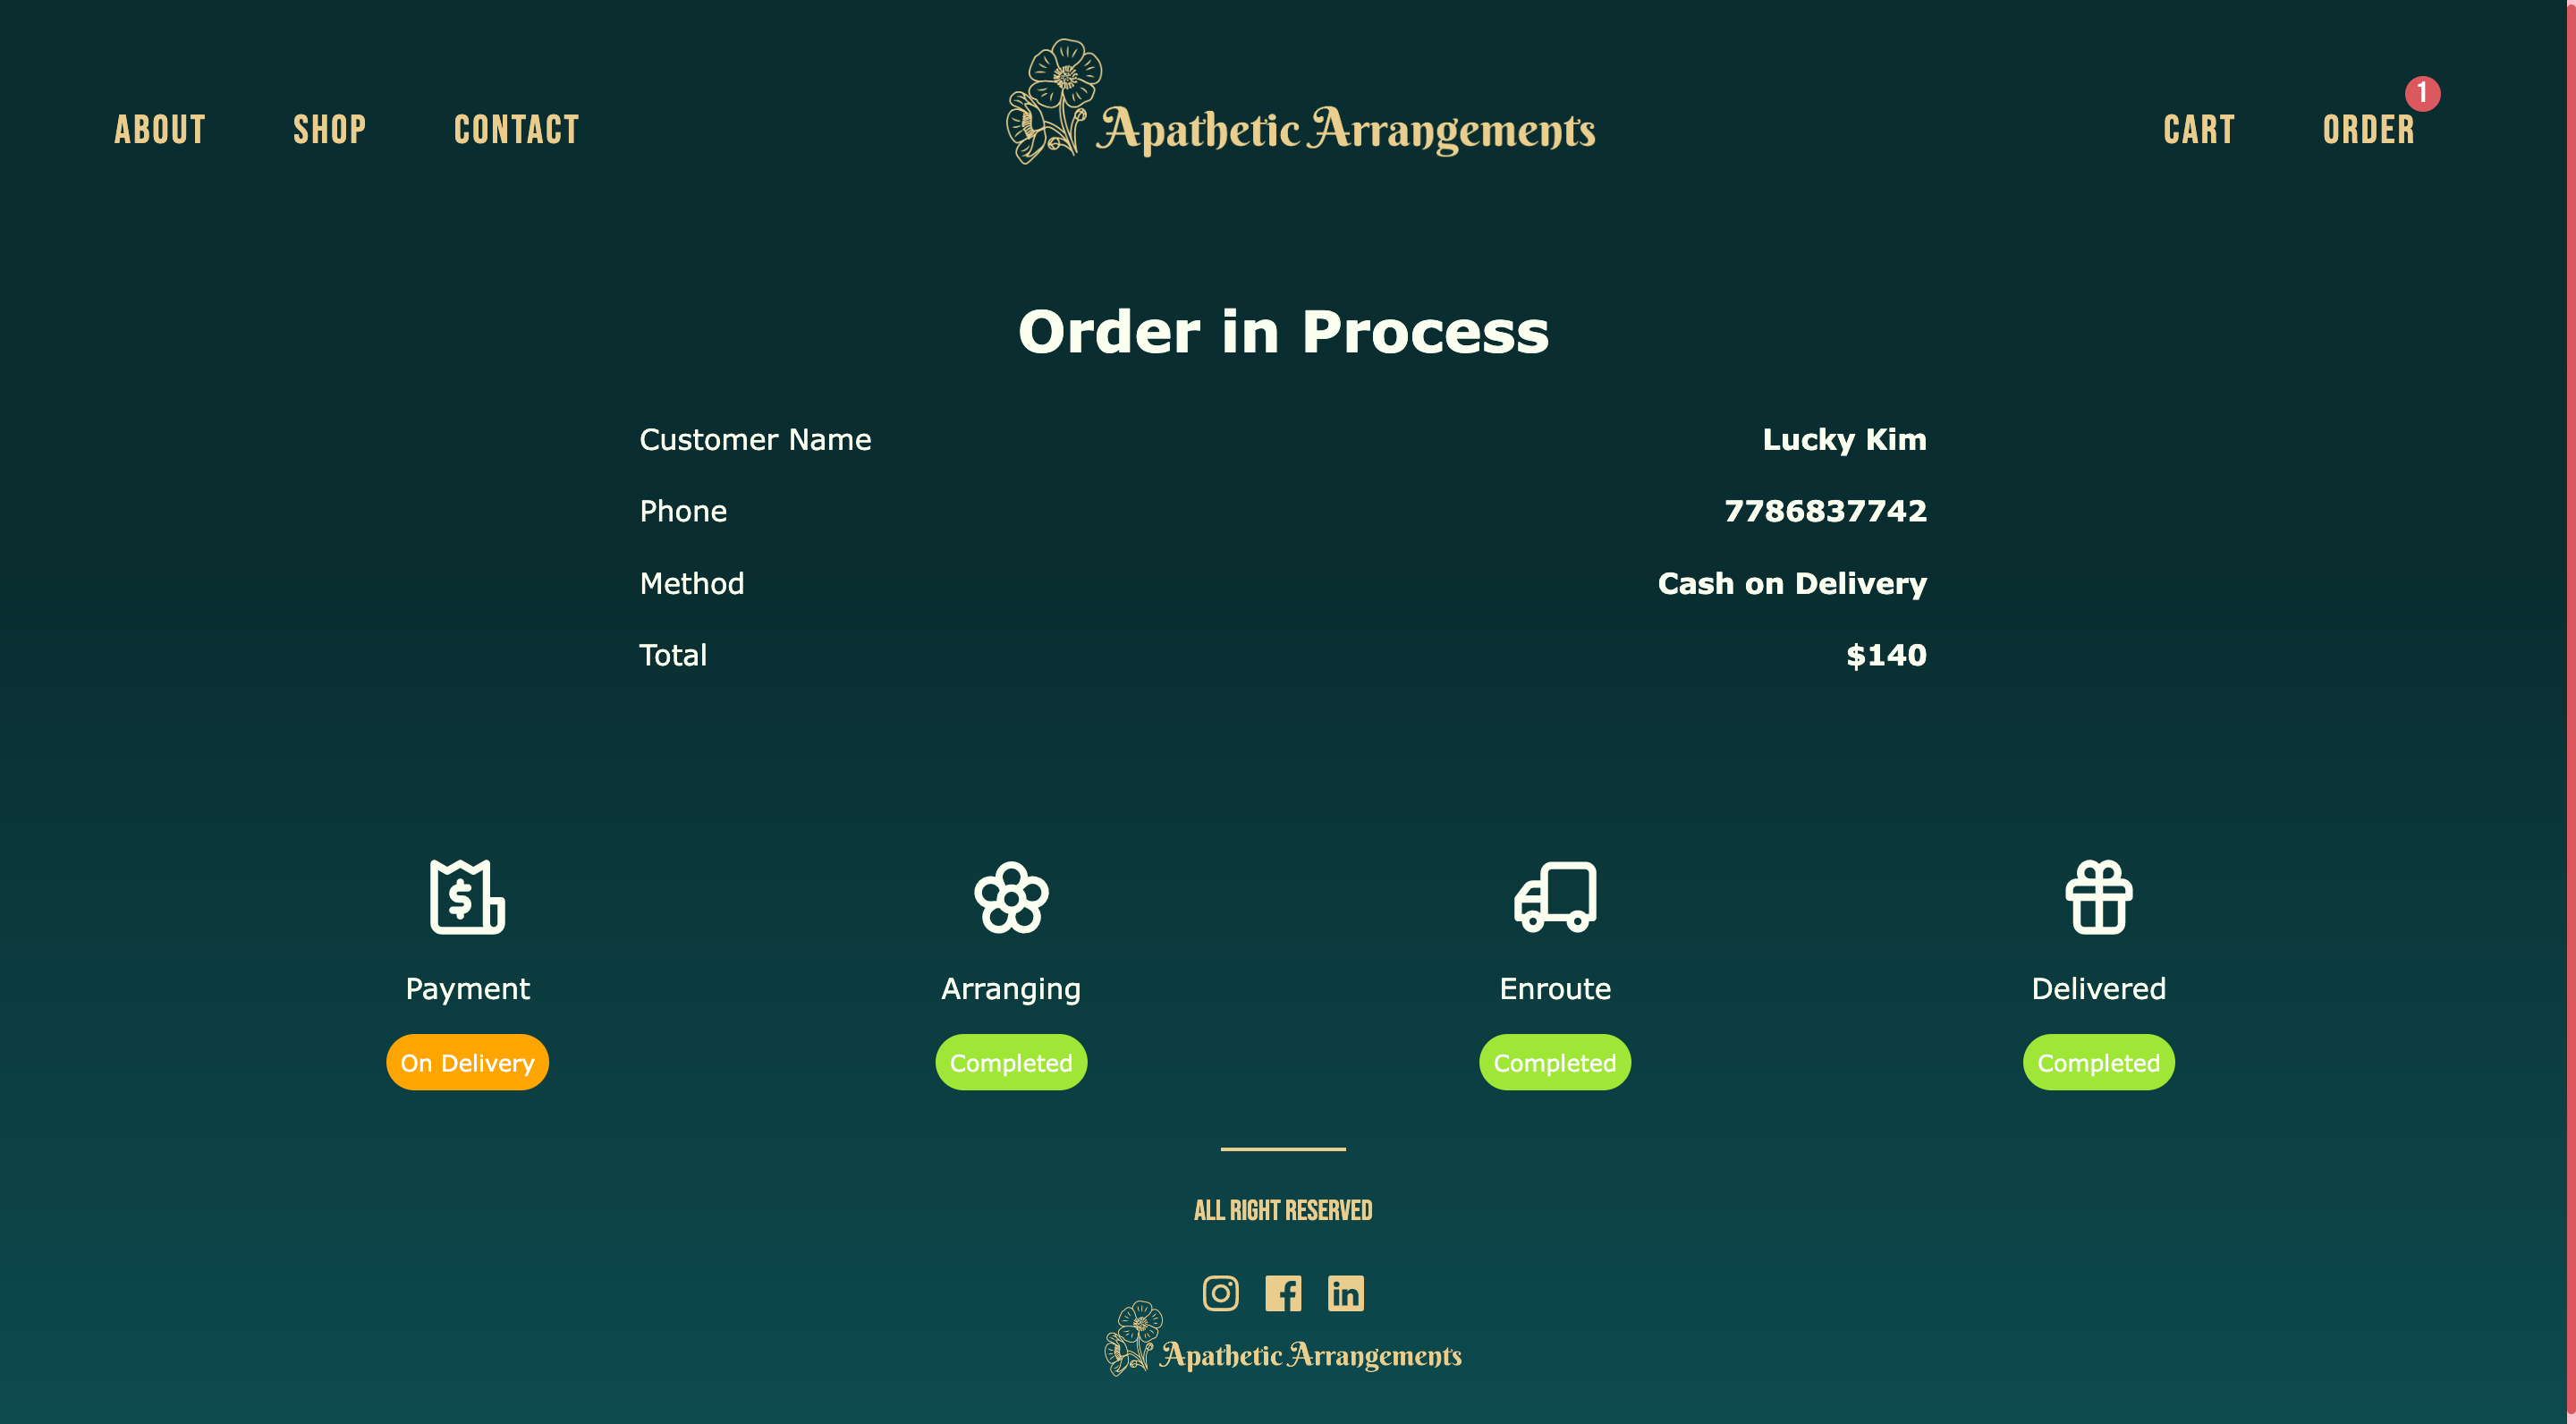 ABOUT SHOP CONTACT Apathetic Arrangements CART ORDER 1
Order in Process
Customer Name Lucky Kim
Phone 7786837742
Method Cash on Delivery
Total $140
$
Payment Arranging Enroute Delivered
On Delivery Completed Completed Completed
ALL RIGHT RESERVED
Apathetic Arrangements